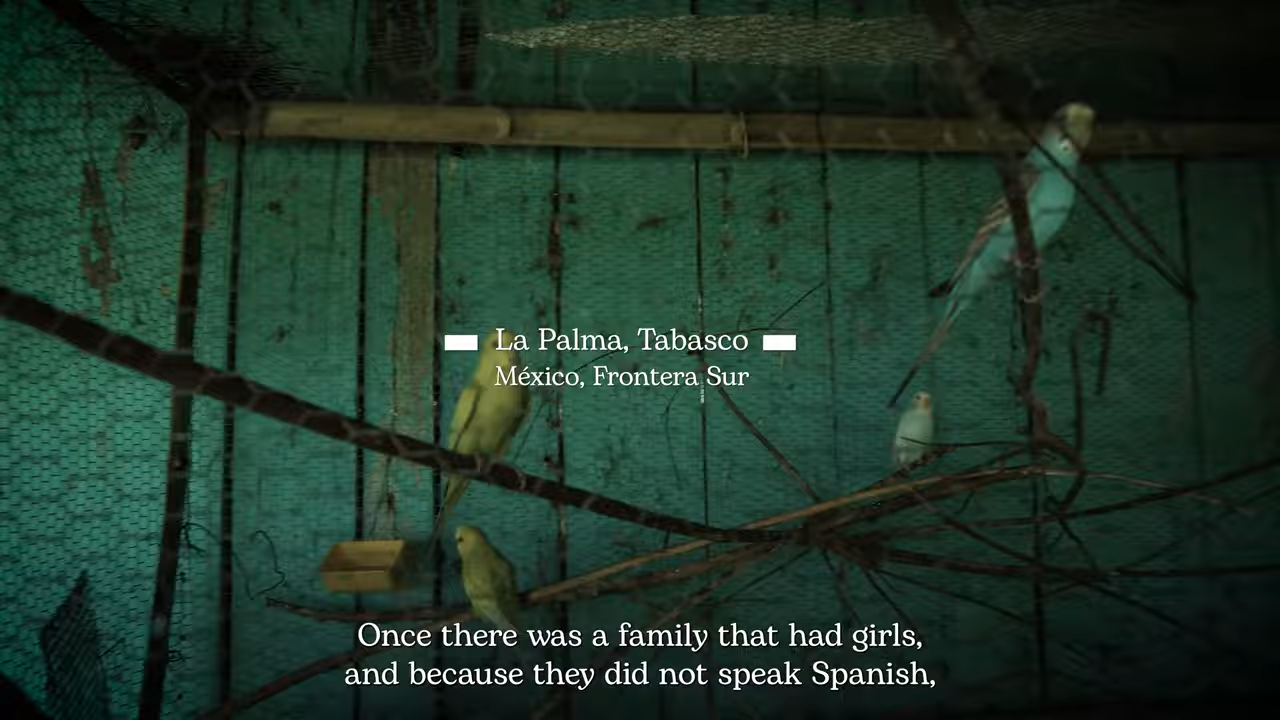 La Palma, Tabasco
México, Frontera Sur
Once there was a family that had girls,
and because they did not speak Spanish,